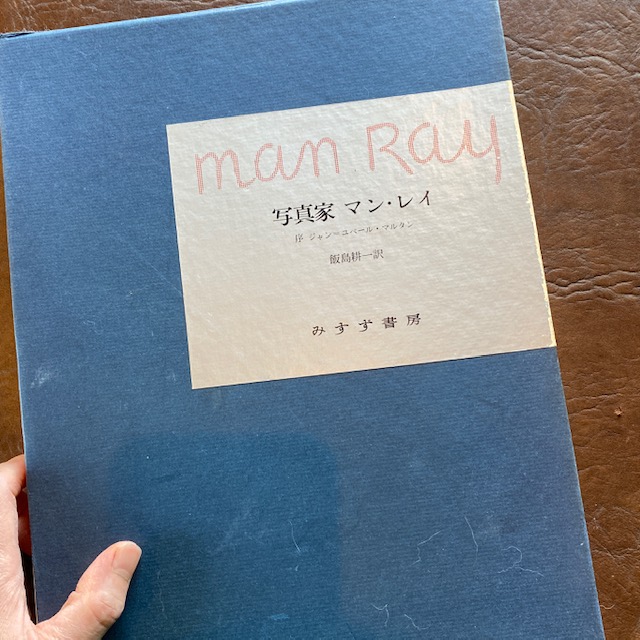 man Ray
写真家 マン・レイ
序 ジャン=ユベール・マルタン
飯島耕一訳
みすず書房